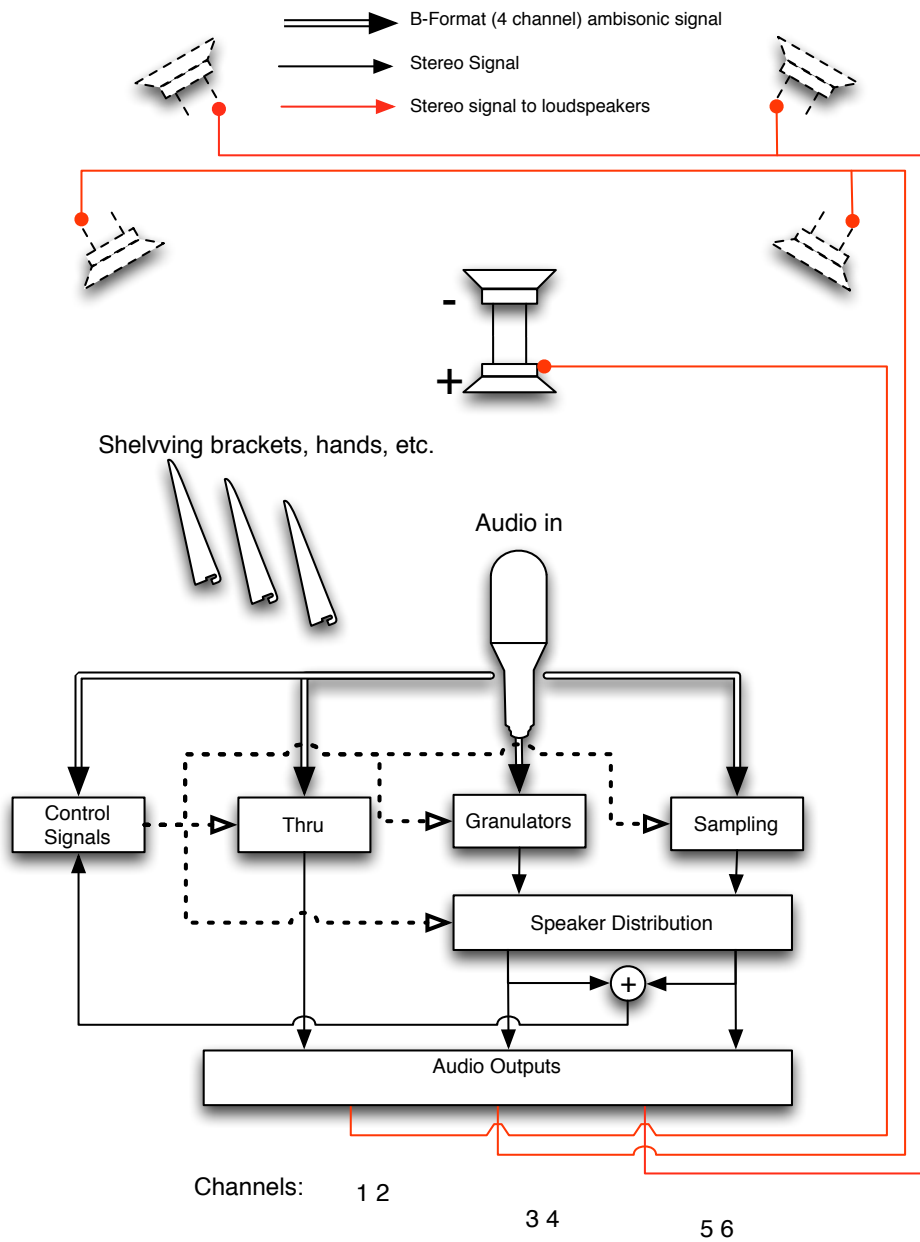 B-Format (4 channel) ambisonic signal
Stereo Signal
Stereo signal to loudspeakers
-
+
Shelvving brackets, hands, etc.
Audio in
Control
Signals
Thru
Granulators
Sampling
Speaker Distribution
+
Audio Outputs
Channels:
1 2
3 4
5 6